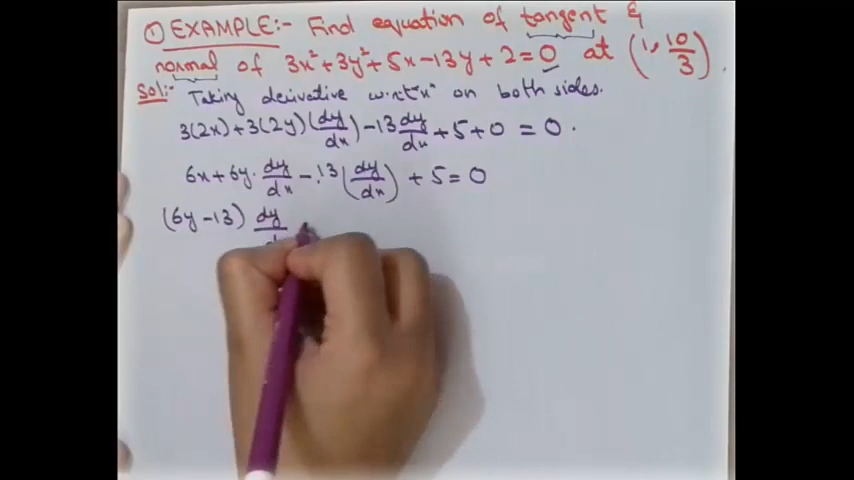 ① EXAMPLE:- Find equation of tangent &
normal of 3x²+3y²+5x-13y+2=0 at (1, 10/3).
Sol:- Taking derivative w.r.t "x" on both sides.
3(2x)+3(2y)(dy/dx)-13 dy/dx+5+0=0.
6x+6y.dy/dx-13(dy/dx)+5=0
(6y-13) dy